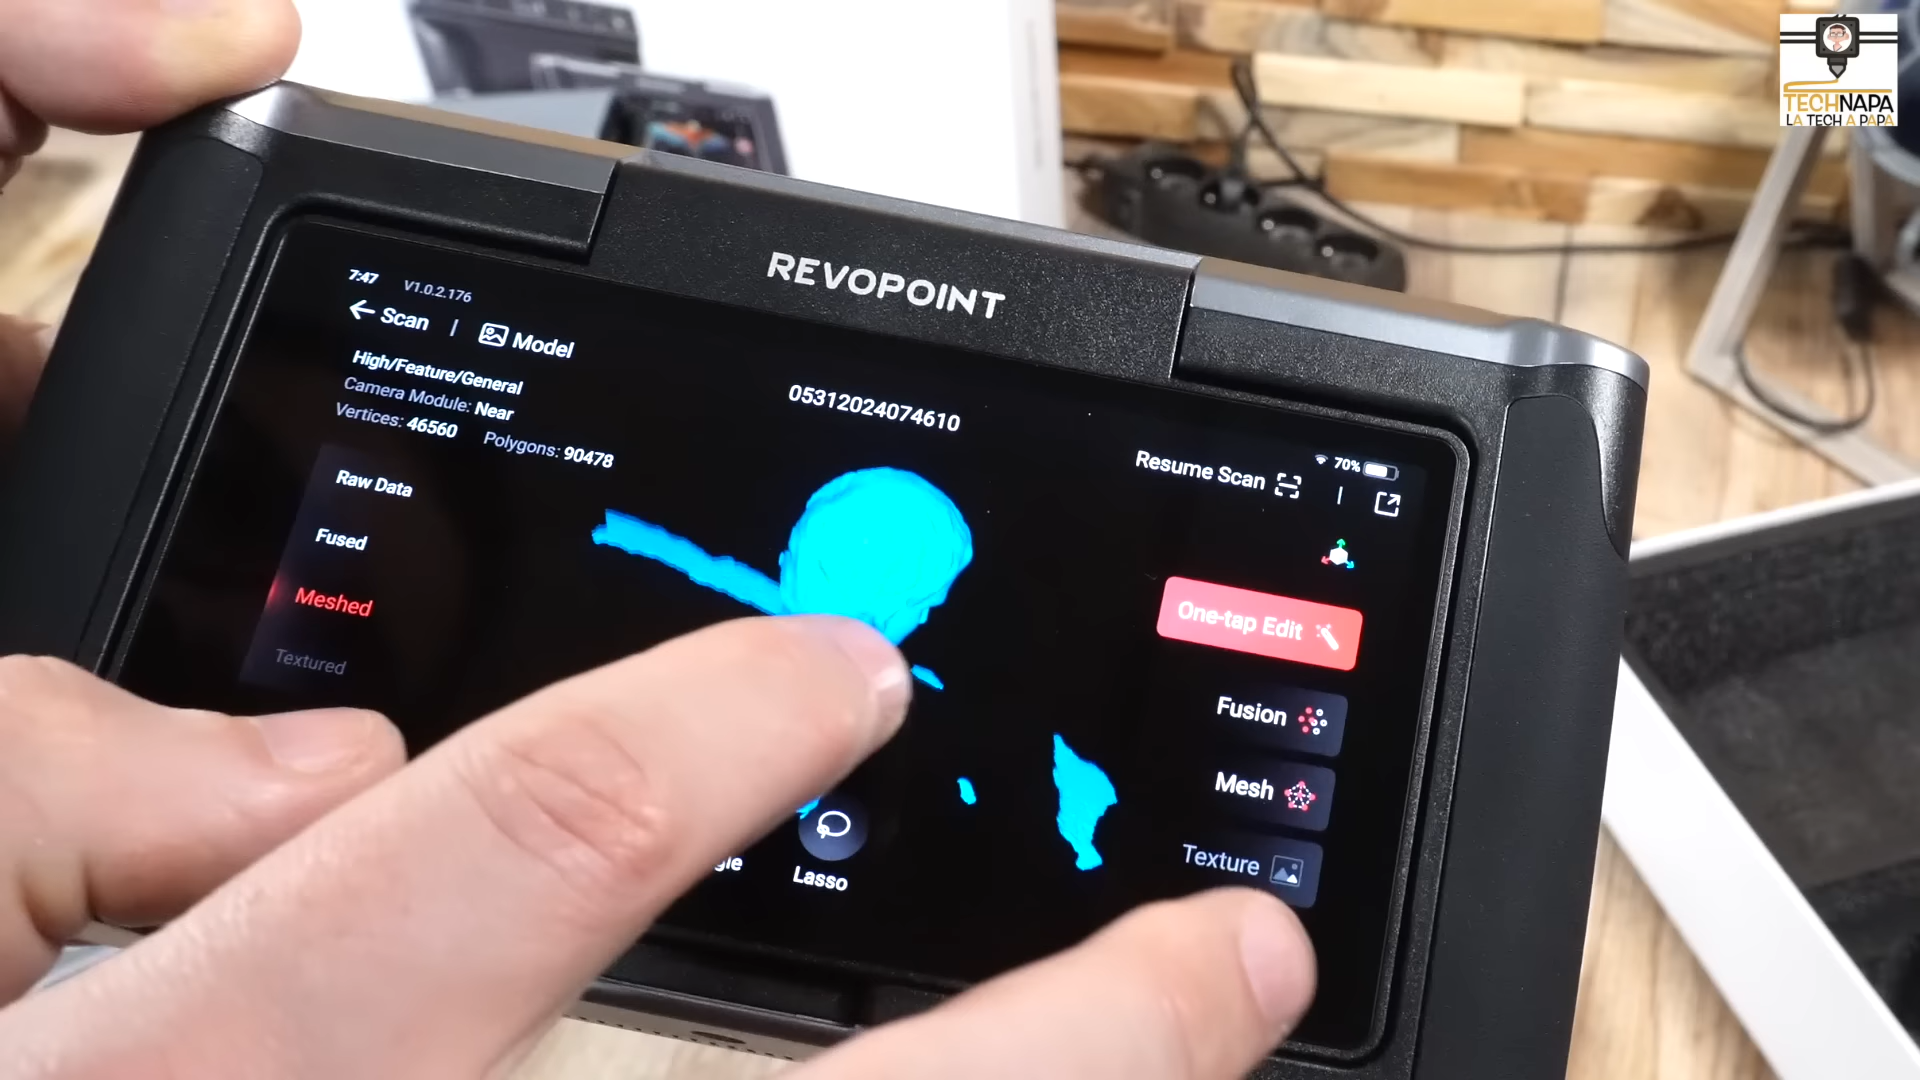 TECHNAPA
LA TECH A PAPA
REVOPOINT
7:47 V1.0.2.176
Scan | Model
High/Feature/General
Camera Module: Near
Vertices: 46560 Polygons: 90478
05312024074610
70%
Resume Scan
Raw Data
Fused
Meshed
Textured
One-tap Edit
Fusion
Mesh
Texture
Lasso